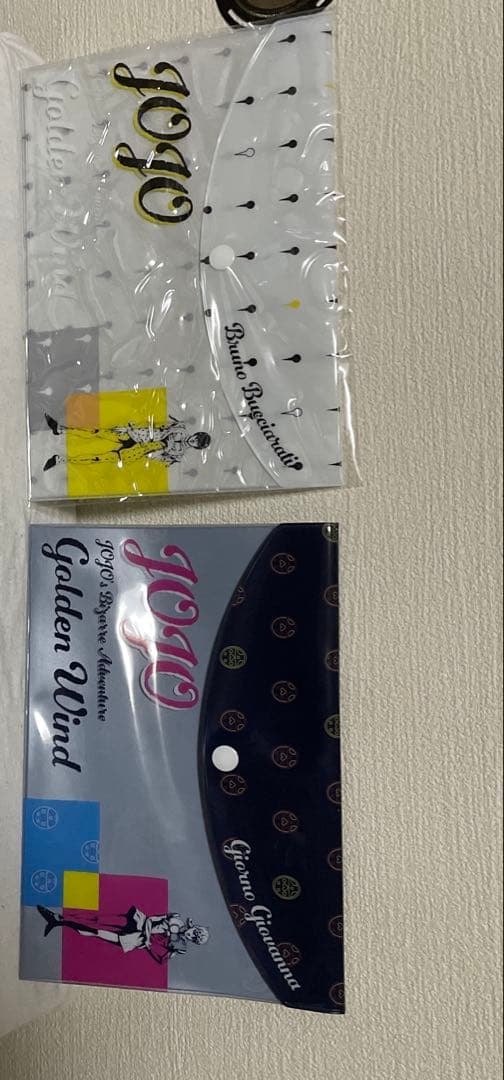 Bruno Bucciarati
JOJO
Golden Wind
Giorno Giovanna
JOJO
JOJO's Bizarre Adventure
Golden Wind